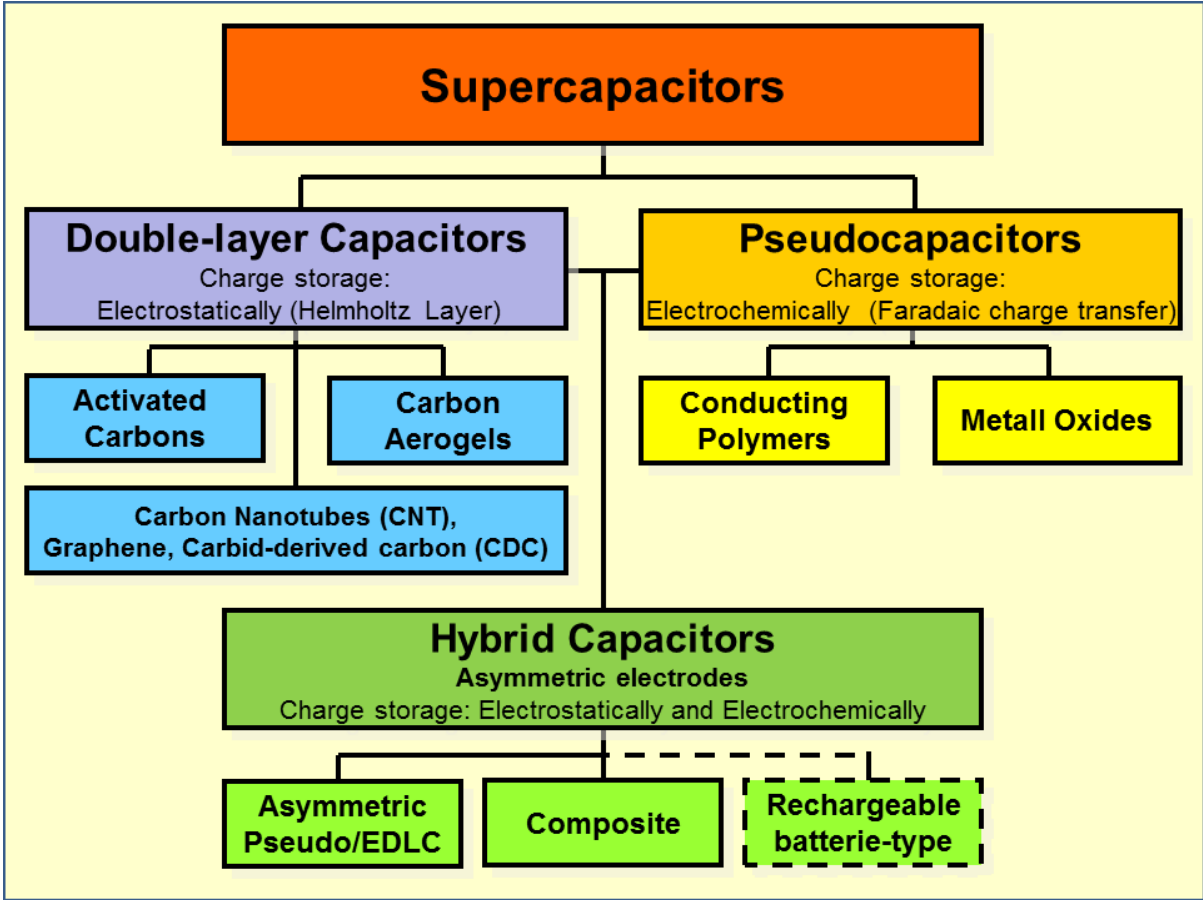 Supercapacitors
Double-layer Capacitors
Charge storage:
Electrostatically (Helmholtz Layer)
Pseudocapacitors
Charge storage:
Electrochemically (Faradaic charge transfer)
Activated
Carbons
Carbon
Aerogels
Conducting
Polymers
Metall Oxides
Carbon Nanotubes (CNT),
Graphene, Carbid-derived carbon (CDC)
Hybrid Capacitors
Asymmetric electrodes
Charge storage: Electrostatically and Electrochemically
Asymmetric
Pseudo/EDLC
Composite
Rechargeable
batterie-type